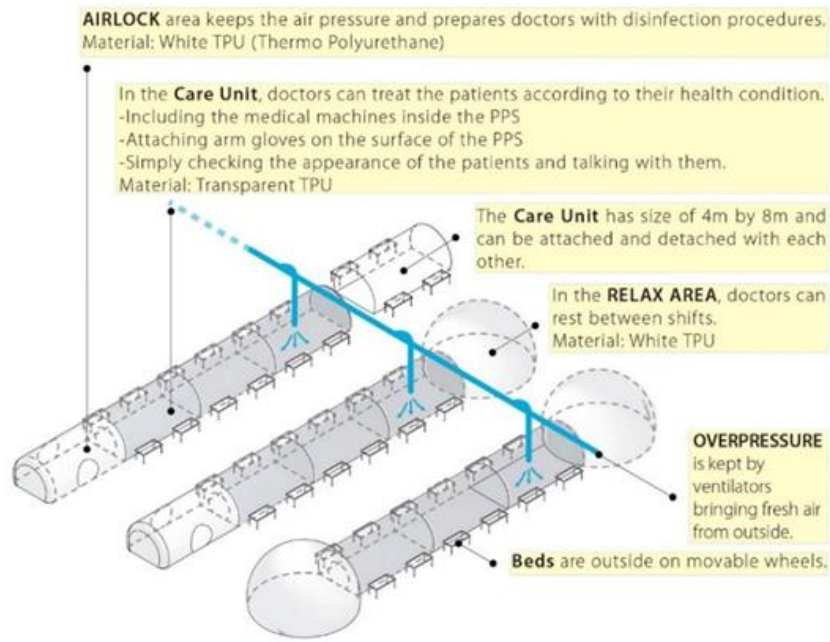 AIRLOCK area keeps the air pressure and prepares doctors with disinfection procedures.
Material: White TPU (Thermo Polyurethane)
In the Care Unit, doctors can treat the patients according to their health condition.
-Including the medical machines inside the PPS
-Attaching arm gloves on the surface of the PPS
-Simply checking the appearance of the patients and talking with them.
Material: Transparent TPU
The Care Unit has size of 4m by 8m and
can be attached and detached with each
other.
In the RELAX AREA, doctors can
rest between shifts.
Material: White TPU
OVERPRESSURE
is kept by
ventilators
bringing fresh air
from outside.
Beds are outside on movable wheels.